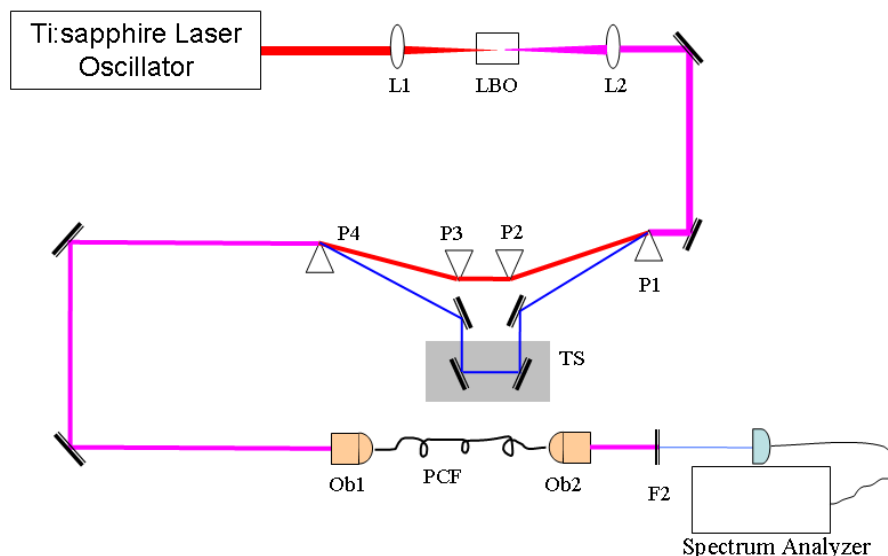 Ti:sapphire Laser
Oscillator
L1
LBO
L2
P4
P3
P2
P1
TS
Ob1
PCF
Ob2
F2
Spectrum Analyzer